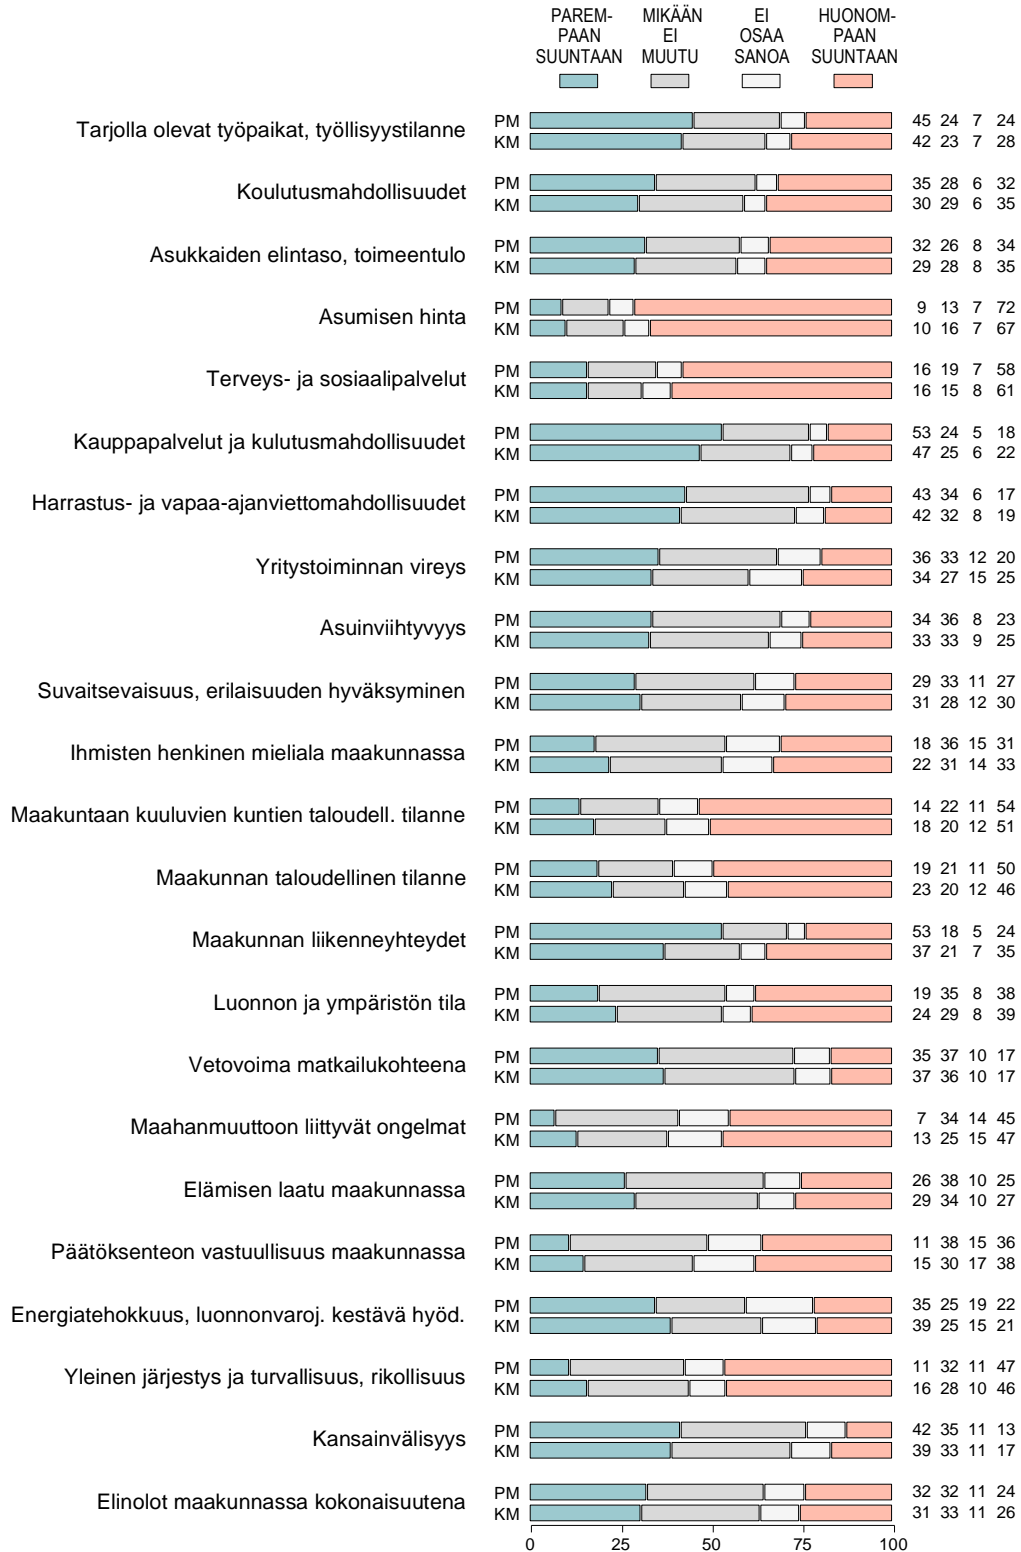 PAREM- MIKÄÄN EI HUONOM-
PAAN EI OSAA PAAN
SUUNTAAN MUUTU SANOA SUUNTAAN
Tarjolla olevat työpaikat, työllisyystilanne
PM 45 24 7 24
KM 42 23 7 28
Koulutusmahdollisuudet
PM 35 28 6 32
KM 30 29 6 35
Asukkaiden elintaso, toimeentulo
PM 32 26 8 34
KM 29 28 8 35
Asumisen hinta
PM 9 13 7 72
KM 10 16 7 67
Terveys- ja sosiaalipalvelut
PM 16 19 7 58
KM 16 15 8 61
Kauppapalvelut ja kulutusmahdollisuudet
PM 53 24 5 18
KM 47 25 6 22
Harrastus- ja vapaa-ajanviettomahdollisuudet
PM 43 34 6 17
KM 42 32 8 19
Yritystoiminnan vireys
PM 36 33 12 20
KM 34 27 15 25
Asuinviihtyvyys
PM 34 36 8 23
KM 33 33 9 25
Suvaitsevaisuus, erilaisuuden hyväksyminen
PM 29 33 11 27
KM 31 28 12 30
Ihmisten henkinen mieliala maakunnassa
PM 18 36 15 31
KM 22 31 14 33
Maakuntaan kuuluvien kuntien taloudell. tilanne
PM 14 22 11 54
KM 18 20 12 51
Maakunnan taloudellinen tilanne
PM 19 21 11 50
KM 23 20 12 46
Maakunnan liikenneyhteydet
PM 53 18 5 24
KM 37 21 7 35
Luonnon ja ympäristön tila
PM 19 35 8 38
KM 24 29 8 39
Vetovoima matkailukohteena
PM 35 37 10 17
KM 37 36 10 17
Maahanmuuttoon liittyvät ongelmat
PM 7 34 14 45
KM 13 25 15 47
Elämisen laatu maakunnassa
PM 26 38 10 25
KM 29 34 10 27
Päätöksenteon vastuullisuus maakunnassa
PM 11 38 15 36
KM 15 30 17 38
Energiatehokkuus, luonnonvaroj. kestävä hyöd.
PM 35 25 19 22
KM 39 25 15 21
Yleinen järjestys ja turvallisuus, rikollisuus
PM 11 32 11 47
KM 16 28 10 46
Kansainvälisyys
PM 42 35 11 13
KM 39 33 11 17
Elinolot maakunnassa kokonaisuutena
PM 32 32 11 24
KM 31 33 11 26
0 25 50 75 100